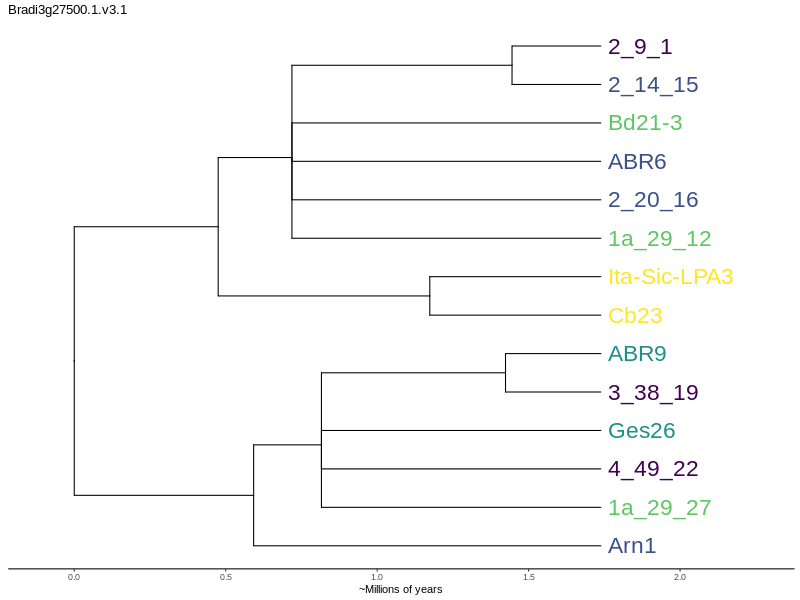 Bradi3g27500.1.v3.1
2_9_1
2_14_15
Bd21-3
ABR6
2_20_16
1a_29_12
Ita-Sic-LPA3
Cb23
ABR9
3_38_19
Ges26
4_49_22
1a_29_27
Arn1
0.0 0.5 1.0 1.5 2.0
~Millions of years